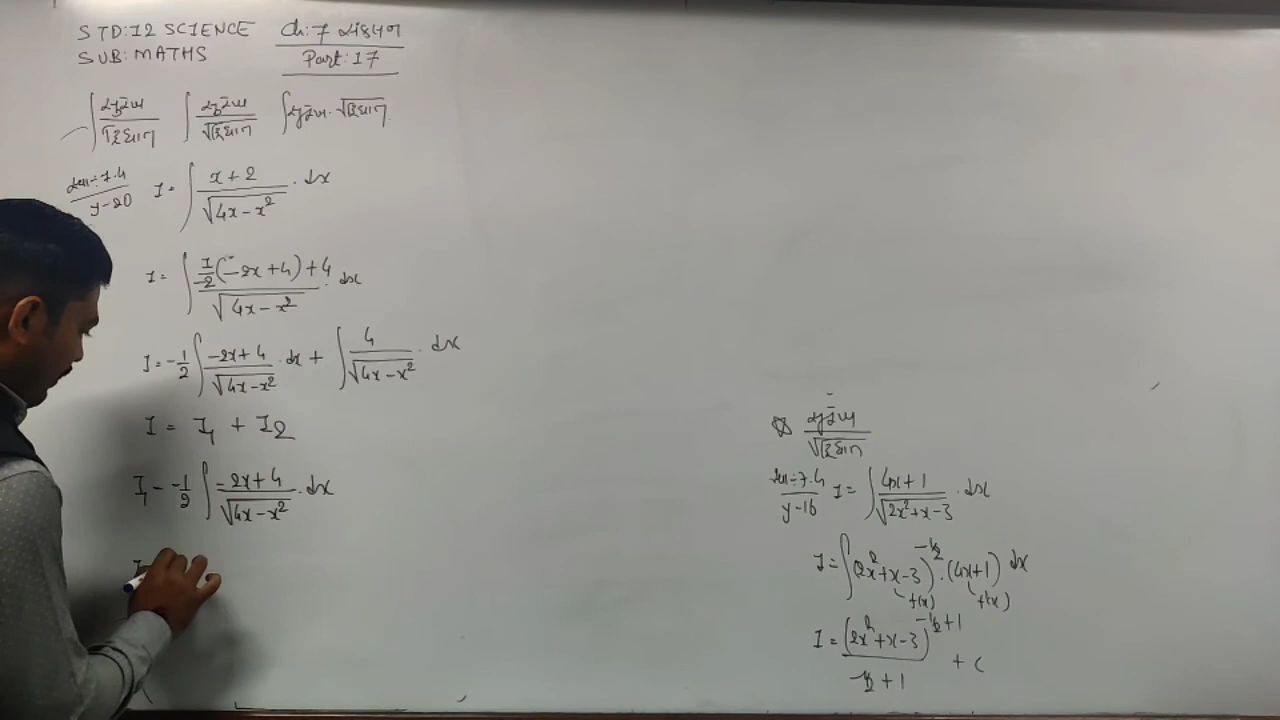 STD: 12 SCIENCE Ch: 7 સંકલન
SUB: MATHS Part: 17
∫ સુરેખ/દ્વિઘાત ∫ સુરેખ/√દ્વિઘાત ∫ સુરેખ · √દ્વિઘાત
7.4/y-20 I = ∫ (x+2)/√(4x-x²) . dx
I = ∫ (1/-2(-2x+4)+4)/√(4x-x²) . dx
I = -1/2 ∫ (-2x+4)/√(4x-x²) . dx + ∫ 4/√(4x-x²) . dx
I = I₁ + I₂
I₁ = -1/2 ∫ (-2x+4)/√(4x-x²) . dx
I
સુરેખ/√દ્વિઘાત
7.4/y-16 I = ∫ (4x+1)/√(2x²+x-3) . dx
I = ∫ (2x²+x-3)^(-1/2) . (4x+1) dx
f(x) f'(x)
I = (2x²+x-3)^(-1/2+1)/(-1/2+1) + c